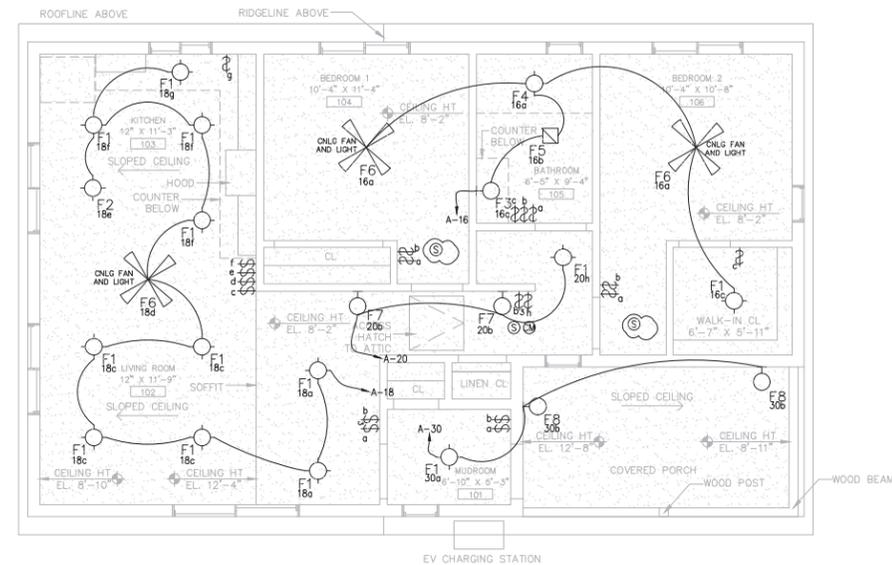 ROOFLINE ABOVE
RIDGELINE ABOVE
F1
18g
g
KITCHEN
12" X 11'-3"
103
SLOPED CEILING
F1
18f
F1
18f
F2
18e
HOOD
COUNTER
BELOW
F1
18f
CNLG FAN
AND LIGHT
F6
18d
f
e
d
c
BEDROOM 1
10'-4" X 11'-4"
104
CEILING HT
EL. 8'-2"
CNLG FAN
AND LIGHT
F6
16a
F4
16a
COUNTER
BELOW
F5
16b
BATHROOM
6'-5" X 9'-4"
105
F3
16c
c b
a
A-16
BEDROOM 2
10'-4" X 10'-8"
106
CNLG FAN
AND LIGHT
F6
16a
CEILING HT
EL. 8'-2"
CL
b
a
S
F1
20h
b
a
c
F1
16c
WALK-IN CL
6'-7" X 5'-11"
S
CEILING HT
EL. 8'-2"
F7
20b
ACCESS
HATCH
TO ATTIC
F7
20b
b 3 h
S
CM
A-20
F1
18c
F1
18c
LIVING ROOM
12" X 11'-9"
102
SLOPED CEILING
SOFFIT
F1
18a
A-18
CL
LINEN CL
F1
18c
F1
18c
b
c
a
A-30
b
a
F8
30b
SLOPED CEILING
F8
30b
CEILING HT
EL. 8'-10"
CEILING HT
EL. 12'-4"
F1
18a
F1
30a
MUDROOM
6'-10" X 5'-3"
101
CEILING HT
EL. 12'-8"
CEILING HT
EL. 8'-11"
COVERED PORCH
WOOD POST
WOOD BEAM
EV CHARGING STATION